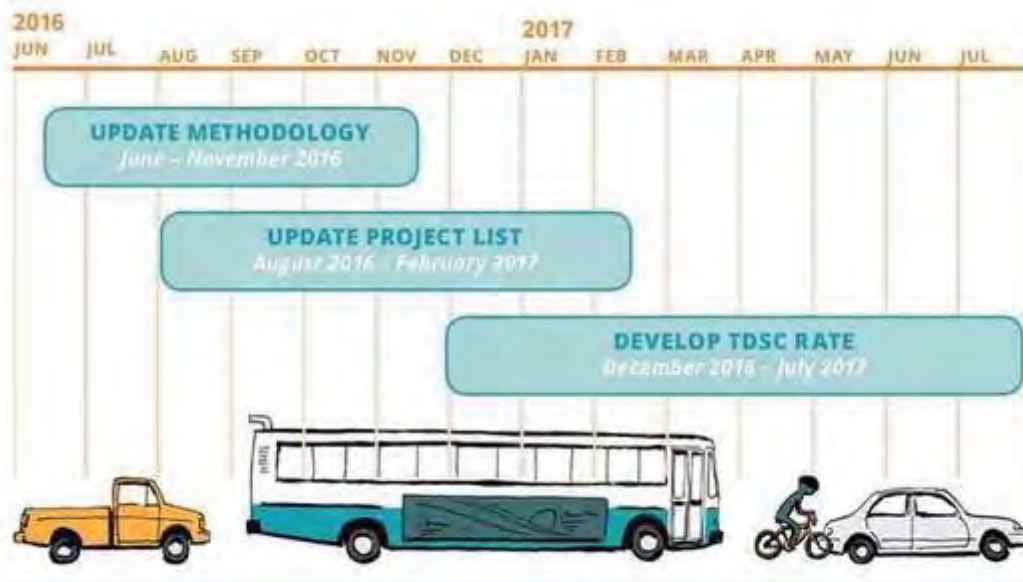 2016
JUN JUL AUG SEP OCT NOV DEC
2017
JAN FEB MAR APR MAY JUN JUL
UPDATE METHODOLOGY
June – November 2016
UPDATE PROJECT LIST
August 2016 – February 2017
DEVELOP TDSC RATE
December 2016 – July 2017